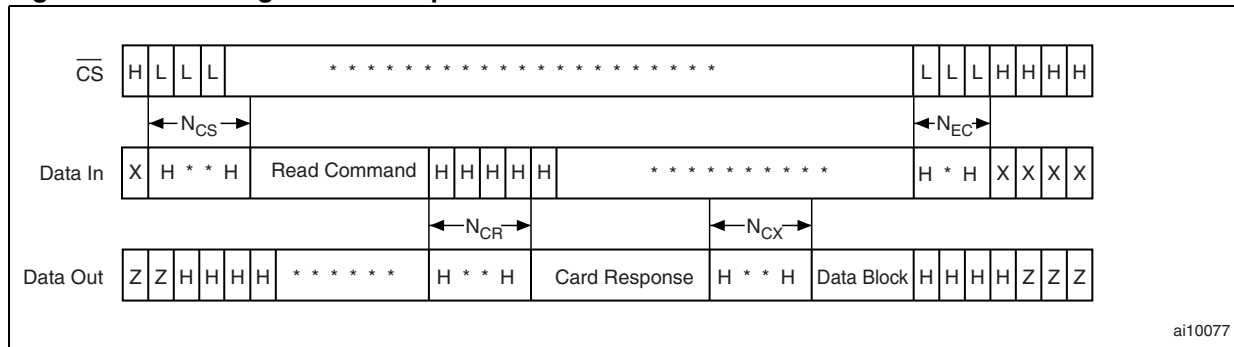 CS H L L L * * * * * * * * * * * * * * * * * * * * * * * * * L L L H H H H
NCS NEC
Data In X H * * H Read Command H H H H H * * * * * * * * * * H * H X X X X
NCR NCX
Data Out Z Z H H H H * * * * * * H * * H Card Response H * * H Data Block H H H H Z Z Z
ai10077